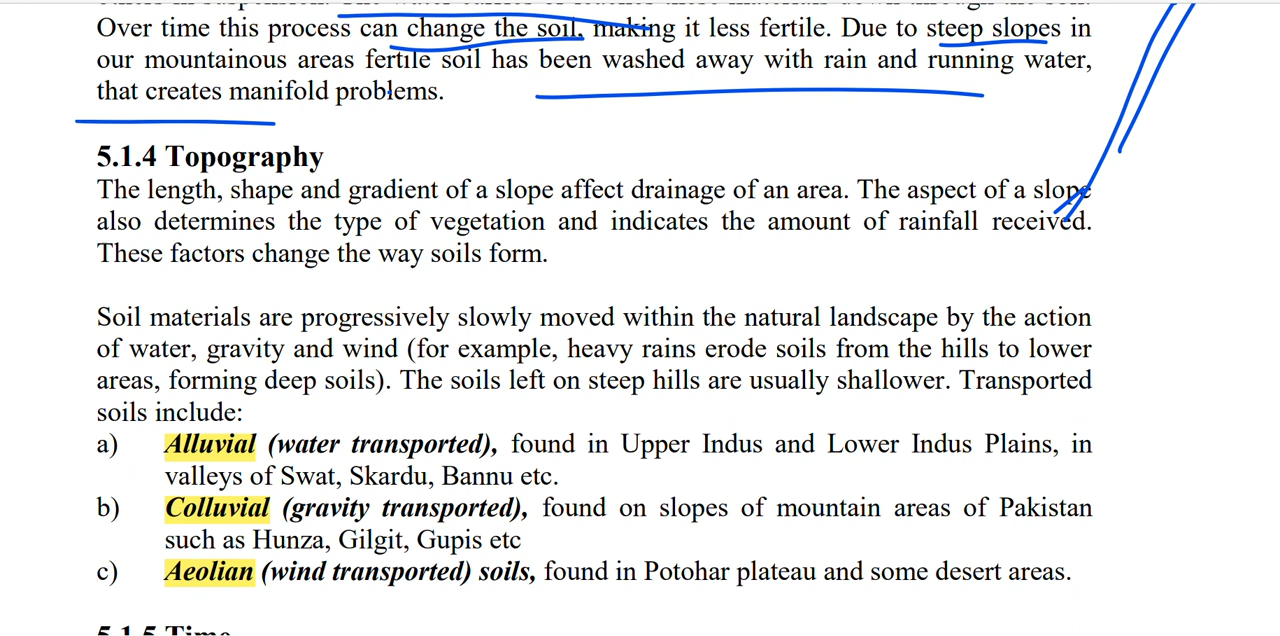 Over time this process can change the soil, making it less fertile. Due to steep slopes in
our mountainous areas fertile soil has been washed away with rain and running water,
that creates manifold problems.
5.1.4 Topography
The length, shape and gradient of a slope affect drainage of an area. The aspect of a slope
also determines the type of vegetation and indicates the amount of rainfall received.
These factors change the way soils form.
Soil materials are progressively slowly moved within the natural landscape by the action
of water, gravity and wind (for example, heavy rains erode soils from the hills to lower
areas, forming deep soils). The soils left on steep hills are usually shallower. Transported
soils include:
a) Alluvial (water transported), found in Upper Indus and Lower Indus Plains, in
valleys of Swat, Skardu, Bannu etc.
b) Colluvial (gravity transported), found on slopes of mountain areas of Pakistan
such as Hunza, Gilgit, Gupis etc
c) Aeolian (wind transported) soils, found in Potohar plateau and some desert areas.
5.1.5 Time